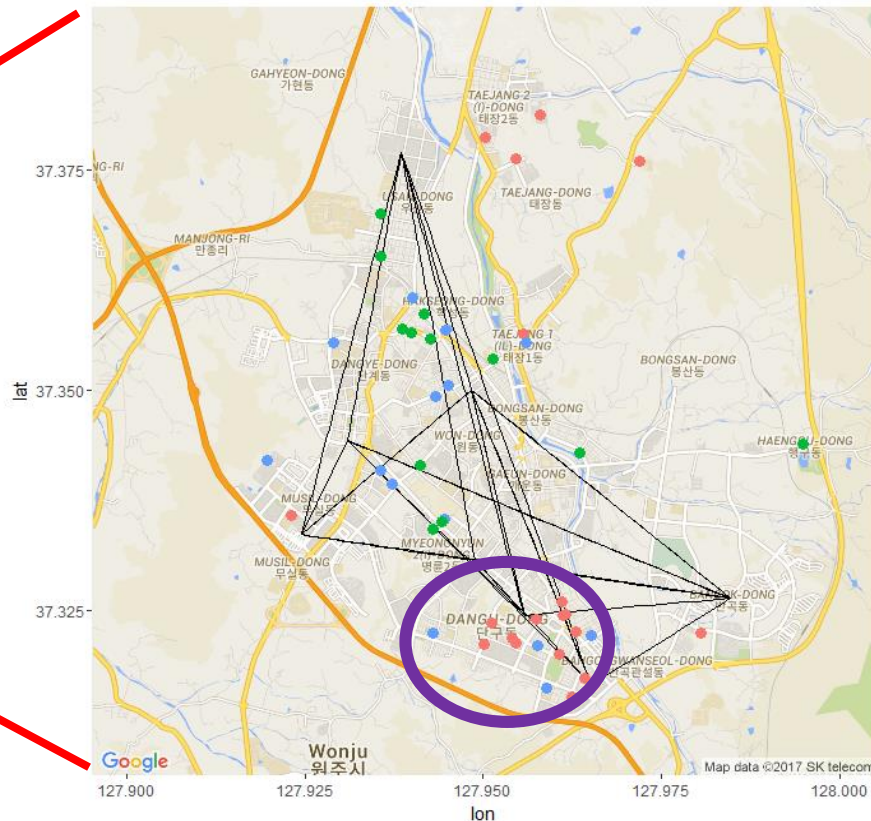 GAHYEON-DONG
가현동
TAEJANG 2
(I)-DONG
태장2동
37.375
TAEJANG-DONG
태장동
MANJONG-RI
만종리
HAKSEONG-DONG
학성동
TAEJANG 1
(IL)-DONG
태장1동
DANGYE-DONG
단계동
BONGSAN-DONG
봉산동
lat
37.350
BONGSAN-DONG
봉산동
WON-DONG
원동
HAENGGU-DONG
행구동
GAEUN-DONG
개운동
MUSIL-DONG
무실동
MYEONGNYUN
2(I)-DONG
명륜2동
MUSIL-DONG
무실동
37.325
DANGU-DONG
단구동
BANGOK-DONG
반곡동
BANGOKGWANSEOL-DONG
반곡관설동
Google
Wonju
원주시
Map data ©2017 SK telecom
127.900
127.925
127.950
127.975
128.000
lon